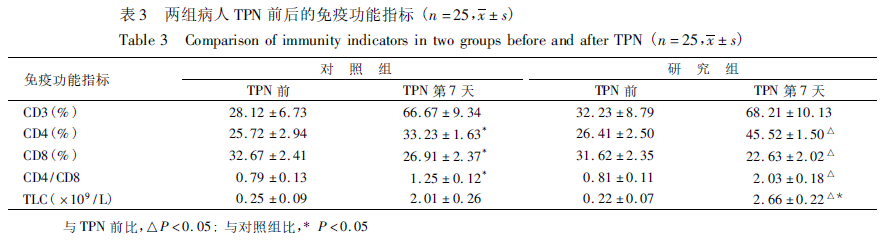 表3 两组病人 TPN 前后的免疫功能指标 (n=25,x̄±s)
Table 3 Comparison of immunity indicators in two groups before and after TPN (n=25,x̄±s)
免疫功能指标 对 照 组 研 究 组
TPN 前 TPN 第 7 天 TPN 前 TPN 第 7 天
CD3(%) 28.12±6.73 66.67±9.34 32.23±8.79 68.21±10.13
CD4(%) 25.72±2.94 33.23±1.63* 26.41±2.50 45.52±1.50△
CD8(%) 32.67±2.41 26.91±2.37* 31.62±2.35 22.63±2.02△
CD4/CD8 0.79±0.13 1.25±0.12* 0.81±0.11 2.03±0.18△
TLC(×10⁹/L) 0.25±0.09 2.01±0.26 0.22±0.07 2.66±0.22△*
与 TPN 前比,△P<0.05; 与对照组比,* P<0.05